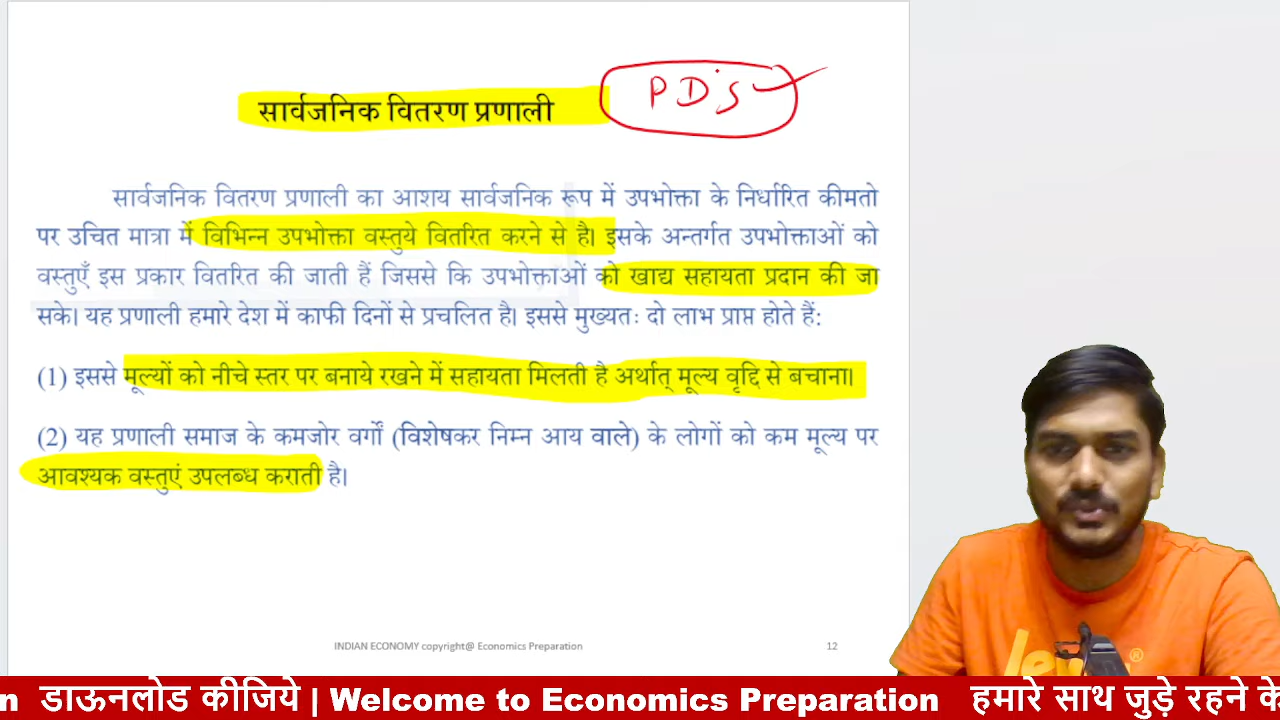 सार्वजनिक वितरण प्रणाली
PDS
सार्वजनिक वितरण प्रणाली का आशय सार्वजनिक रूप में उपभोक्ता के निर्धारित कीमतो
पर उचित मात्रा में विभिन्न उपभोक्ता वस्तुये वितरित करने से है। इसके अन्तर्गत उपभोक्ताओं को
वस्तुएँ इस प्रकार वितरित की जाती हैं जिससे कि उपभोक्ताओं को खाद्य सहायता प्रदान की जा
सके। यह प्रणाली हमारे देश में काफी दिनों से प्रचलित है। इससे मुख्यतः दो लाभ प्राप्त होते हैं:
(1) इससे मूल्यों को नीचे स्तर पर बनाये रखने में सहायता मिलती है अर्थात् मूल्य वृद्दि से बचाना।
(2) यह प्रणाली समाज के कमजोर वर्गों (विशेषकर निम्न आय वाले) के लोगों को कम मूल्य पर
आवश्यक वस्तुएं उपलब्ध कराती है।
INDIAN ECONOMY copyright@ Economics Preparation
12
n डाऊनलोड कीजिये | Welcome to Economics Preparation हमारे साथ जुड़े रहने के